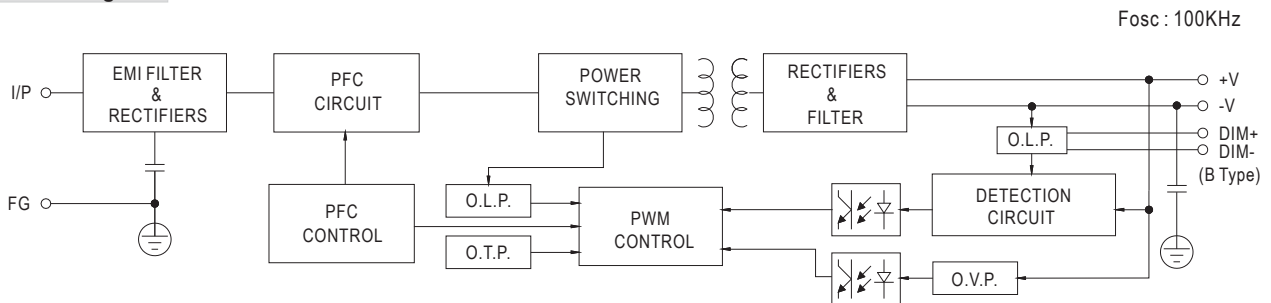 Fosc : 100KHz
I/P
EMI FILTER
&
RECTIFIERS
PFC
CIRCUIT
POWER
SWITCHING
RECTIFIERS
&
FILTER
+V
-V
O.L.P.
DIM+
DIM-
(B Type)
FG
PFC
CONTROL
O.L.P.
O.T.P.
PWM
CONTROL
DETECTION
CIRCUIT
O.V.P.